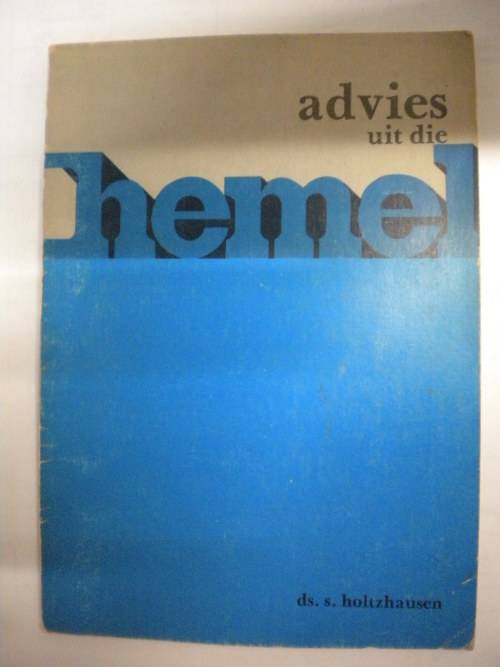 advies
uit die
hemel
ds. s. holtzhausen